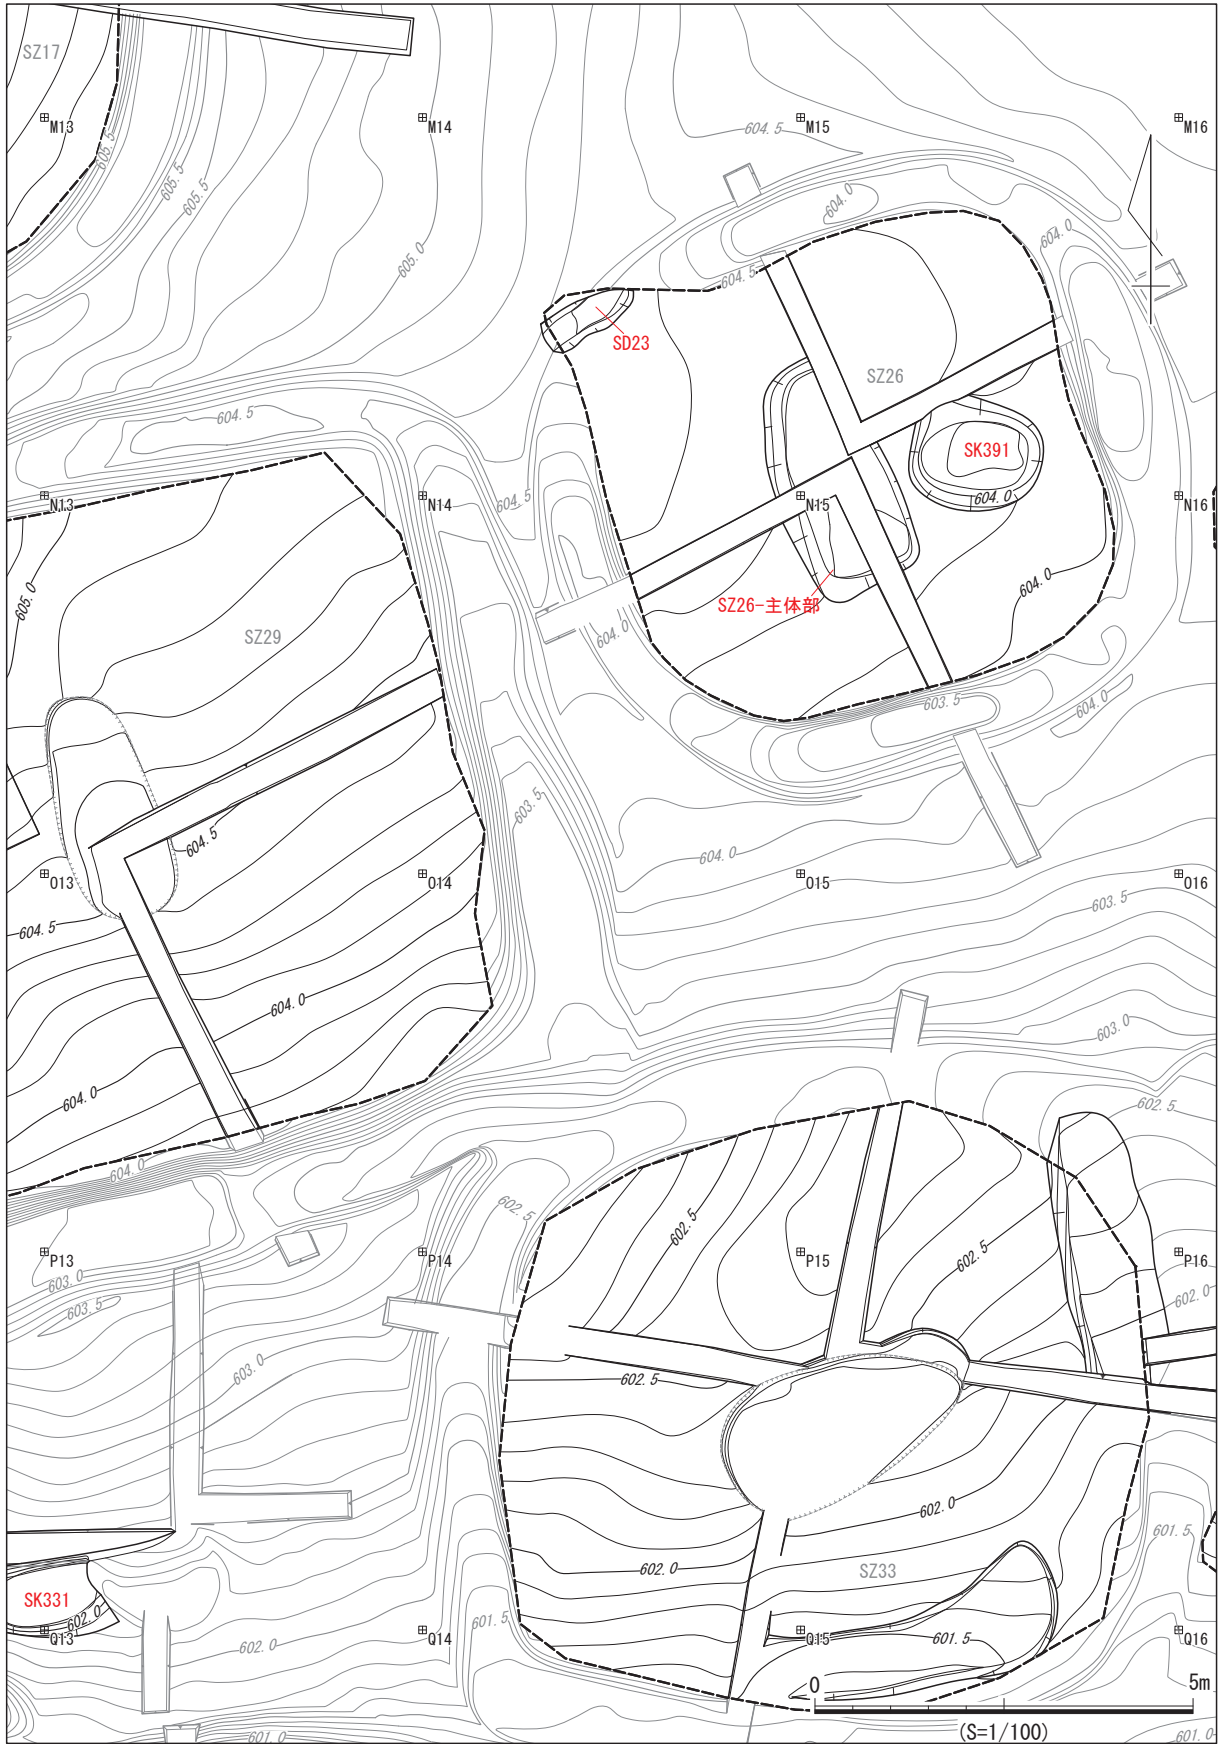 SZ17
M13
M14
604.5
M15
M16
605.5
605.5
605.5
604.0
604.0
605.0
604.5
SD23
SZ26
604.5
SK391
604.5
604.0
N13
N14
N15
N16
605.0
604.0
SZ26-主体部
SZ29
604.0
603.5
604.0
603.5
604.5
604.0
O13
O14
O15
O16
604.5
603.5
604.0
603.0
604.0
602.5
604.0
602.5
602.5
602.5
P13
P14
P15
P16
603.0
602.0
603.5
603.0
602.5
602.0
601.5
602.0
SZ33
SK331
602.0
601.5
Q13
Q14
Q15
Q16
602.0
601.5
0
5m
601.0
(S=1/100)
601.0